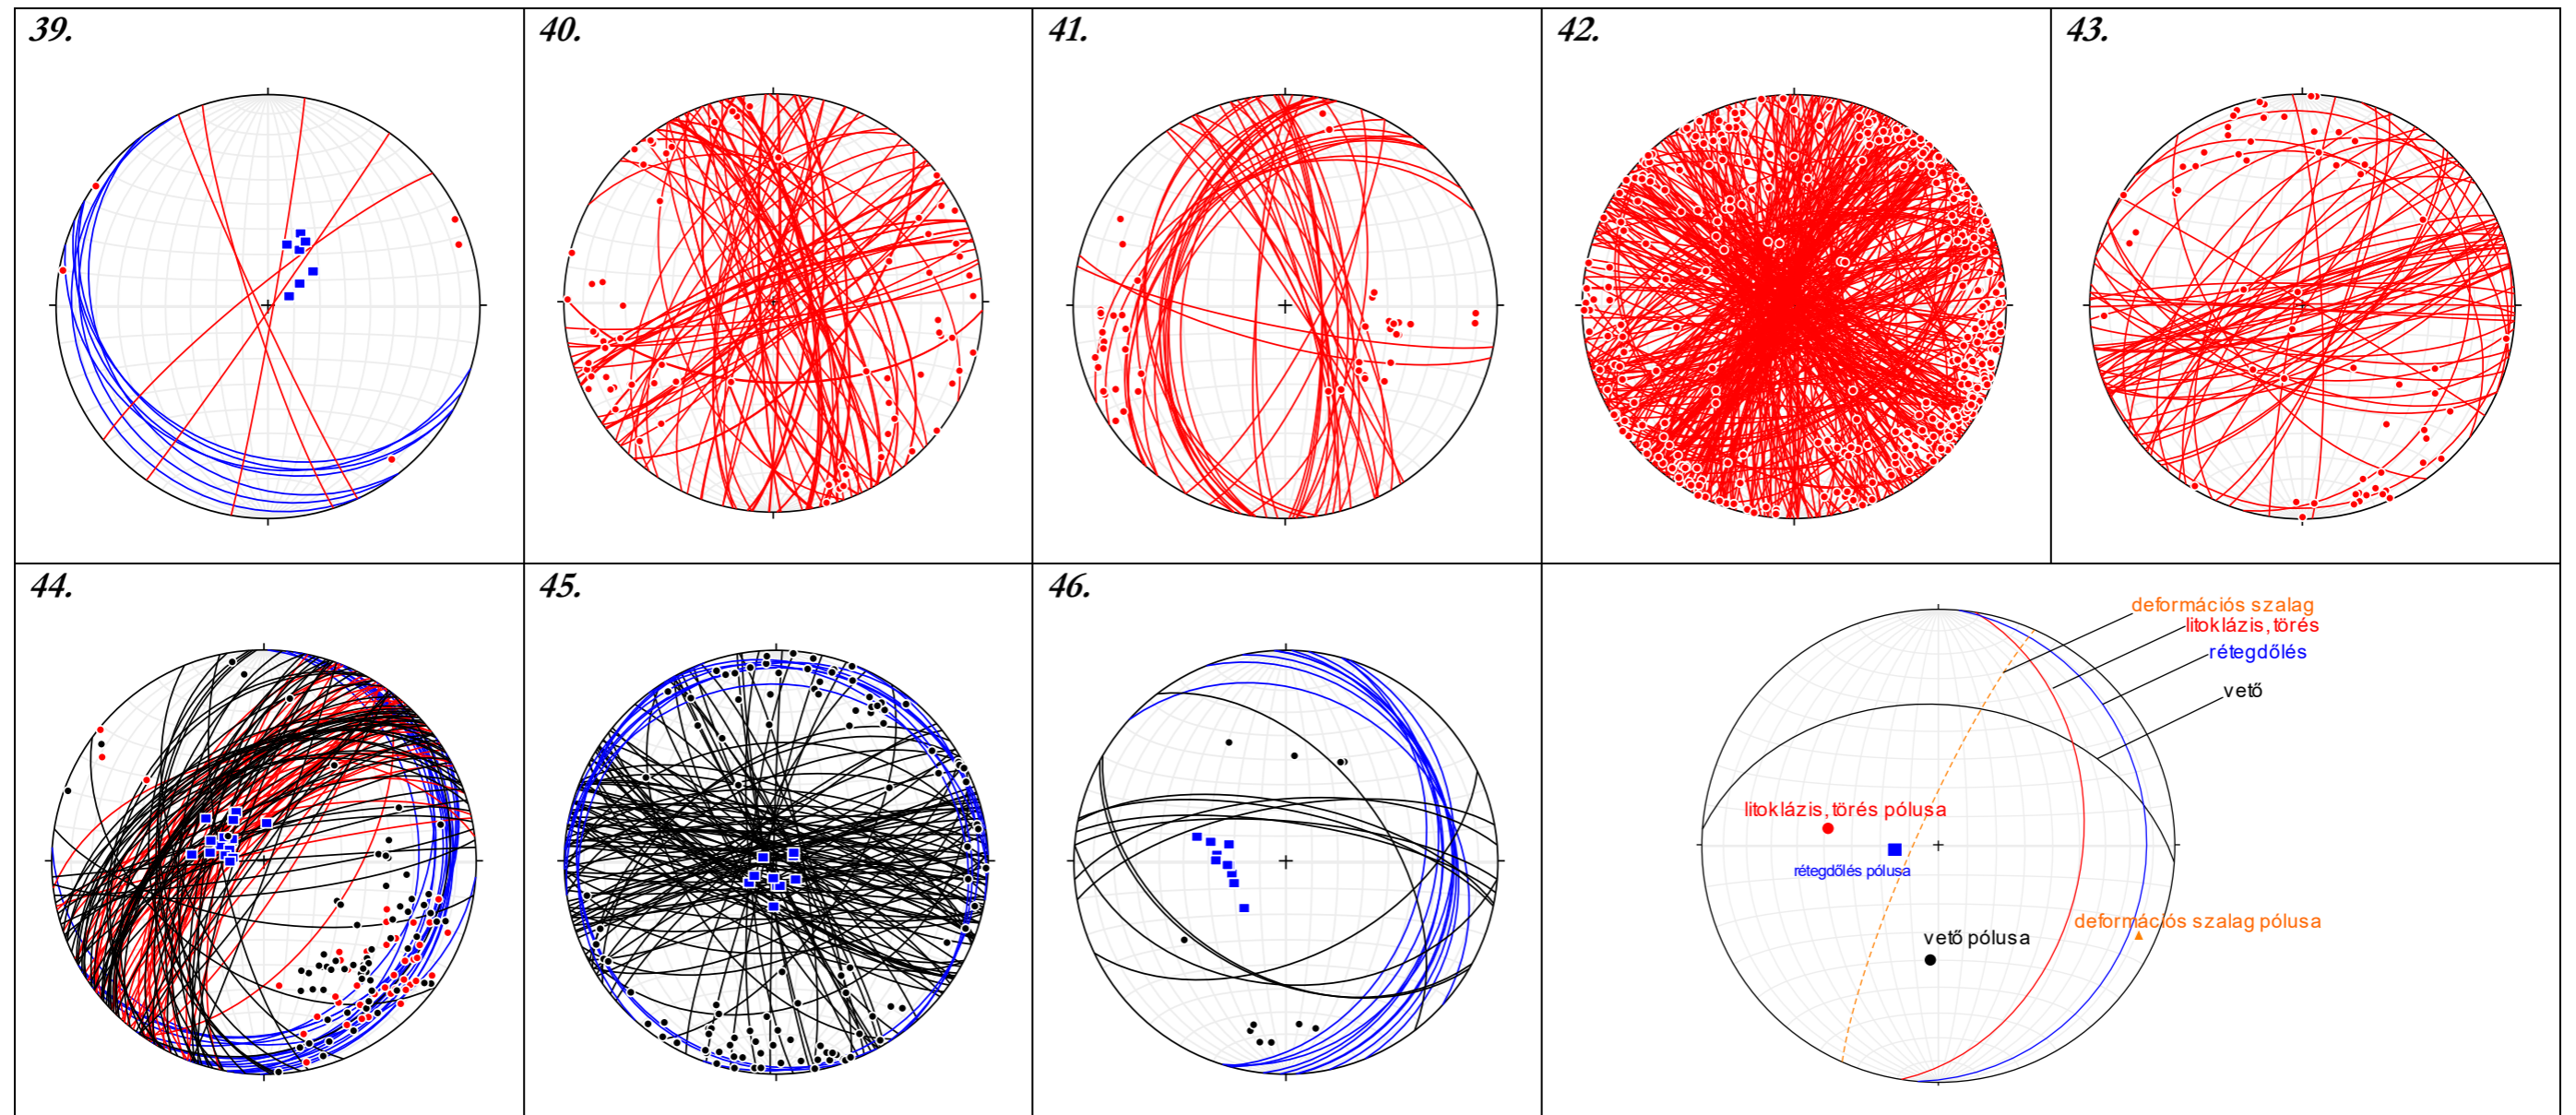 39.
40.
41.
42.
43.
44.
45.
46.
deformációs szalag
litoklázis, törés
rétegdőlés
vető
litoklázis, törés pólusa
rétegdőlés pólusa
deformációs szalag pólusa
vető pólusa